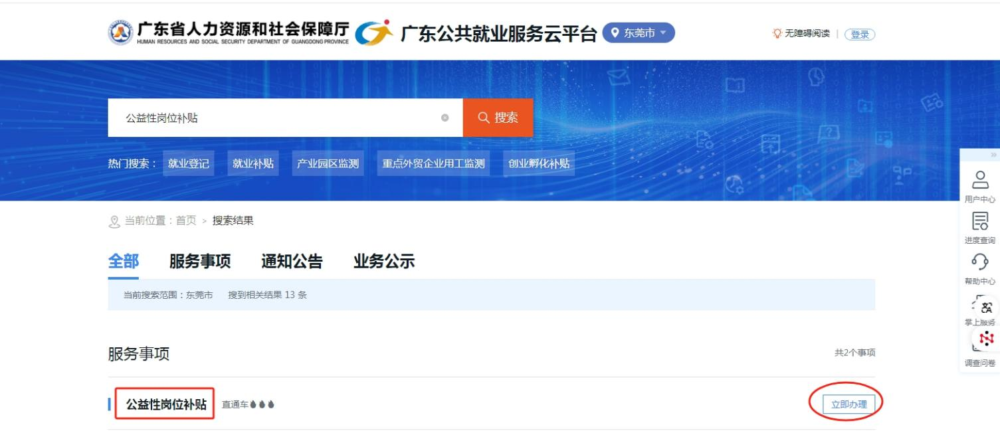 广东省人力资源和社会保障厅
HUMAN RESOURCES AND SOCIAL SECURITY DEPARTMENT OF GUANGDONG PROVINCE
广东公共就业服务云平台
东莞市
无障碍阅读 | 登录
公益性岗位补贴
搜索
热门搜索： 就业登记 就业补贴 产业园区监测 重点外贸企业用工监测 创业孵化补贴
»
用户中心
进度查询
帮助中心
掌上服务
调查问卷
当前位置：首页 > 搜索结果
全部 服务事项 通知公告 业务公示
当前搜索范围：东莞市 搜到相关结果 13 条
服务事项
共2个事项
公益性岗位补贴 直通车
立即办理